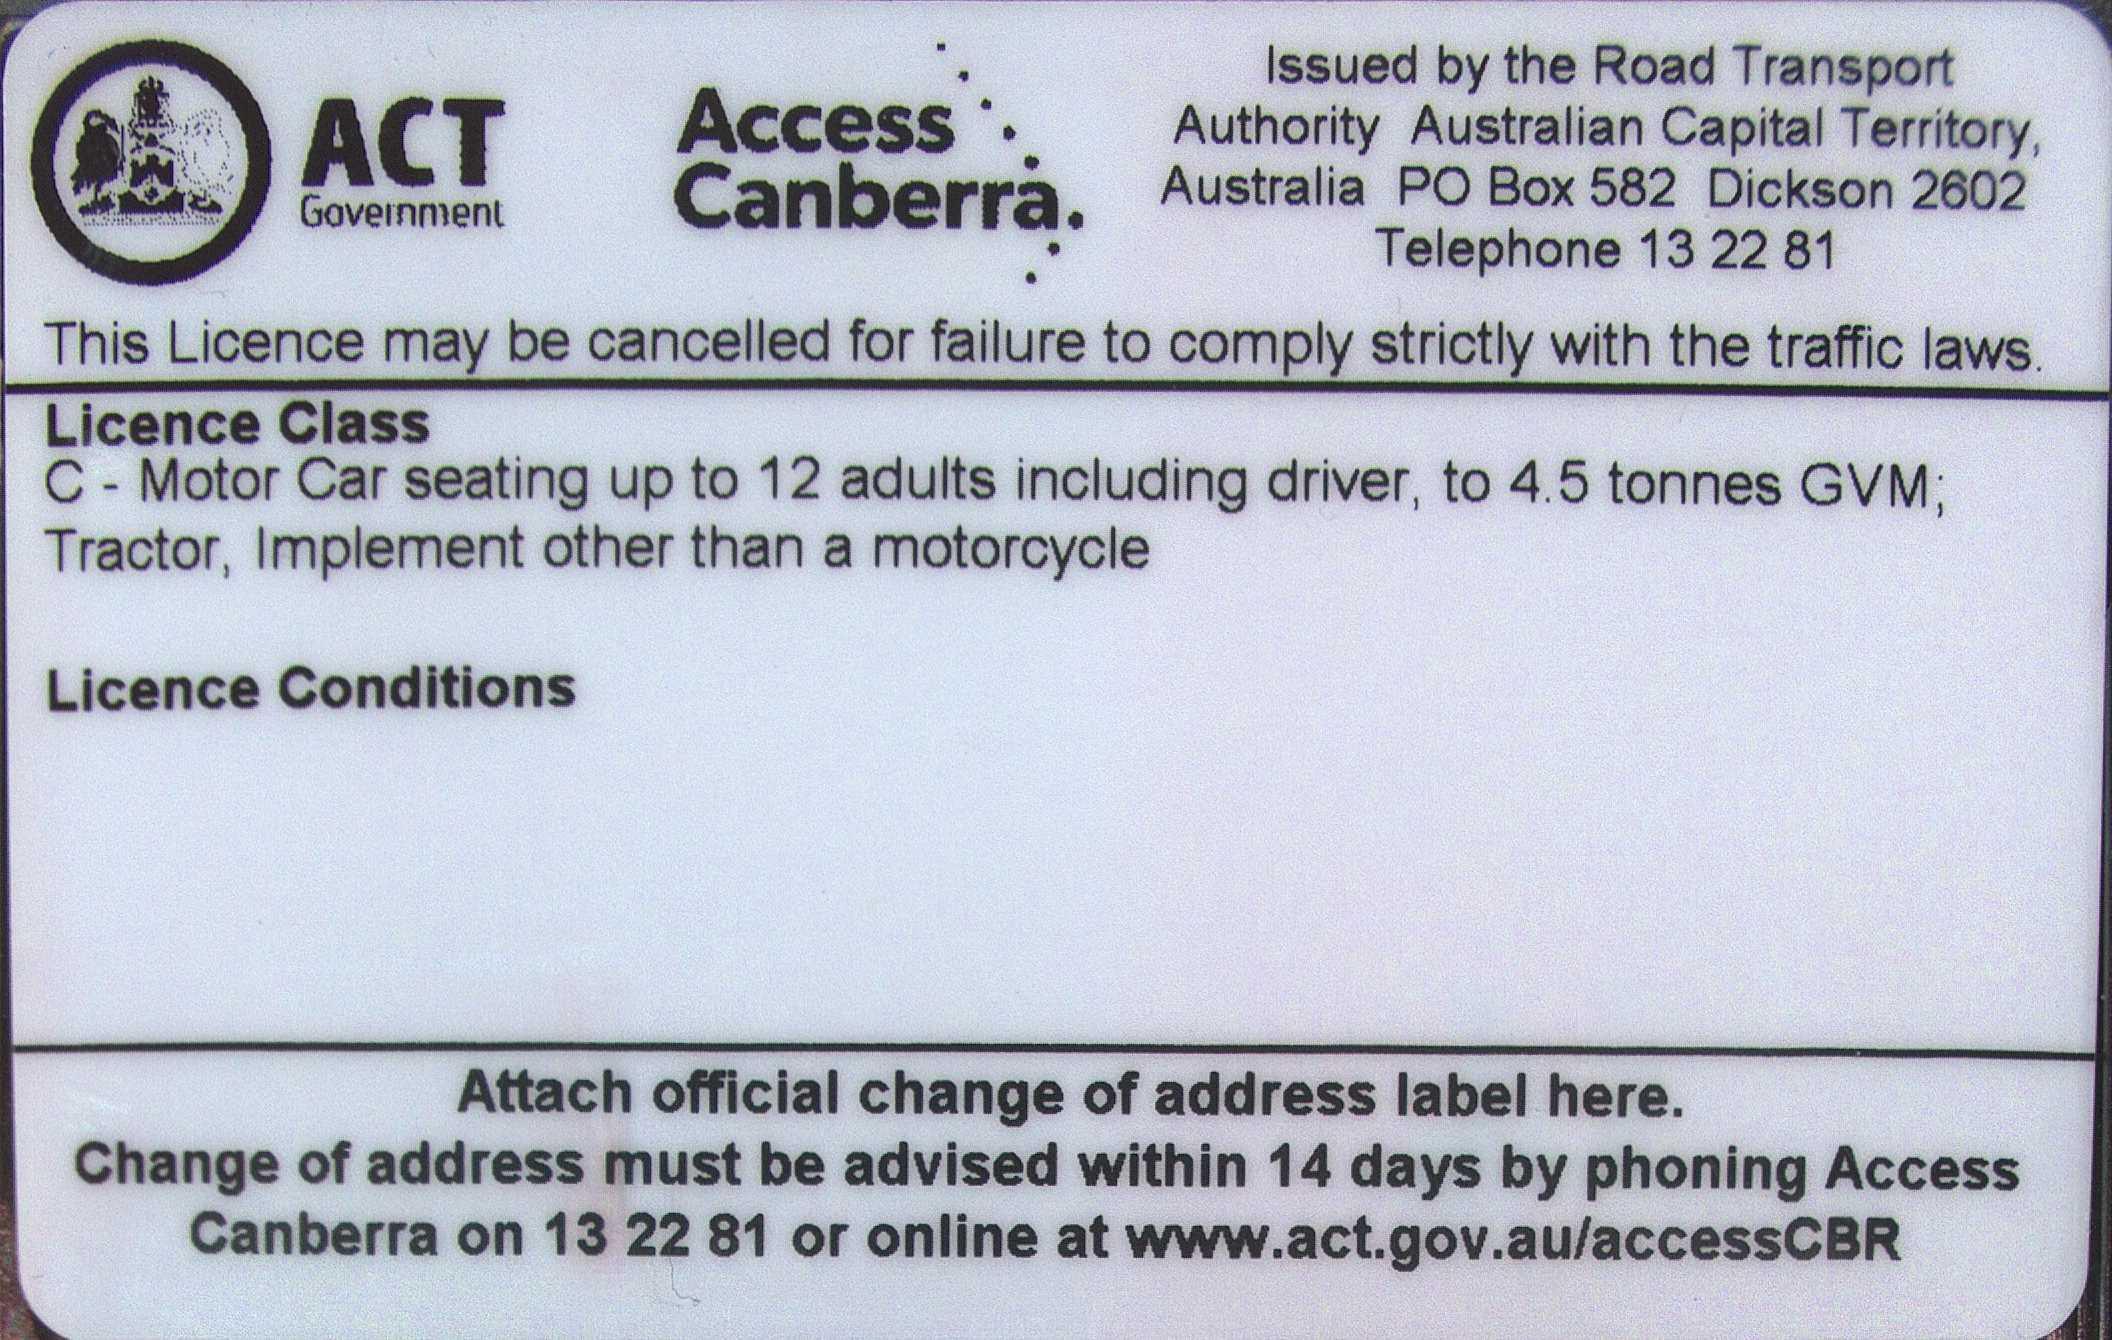 ACT
Government
Access
Canberra.
Issued by the Road Transport
Authority Australian Capital Territory,
Australia PO Box 582 Dickson 2602
Telephone 13 22 81
This Licence may be cancelled for failure to comply strictly with the traffic laws.
Licence Class
C - Motor Car seating up to 12 adults including driver, to 4.5 tonnes GVM;
Tractor, Implement other than a motorcycle
Licence Conditions
Attach official change of address label here.
Change of address must be advised within 14 days by phoning Access
Canberra on 13 22 81 or online at www.act.gov.au/accessCBR